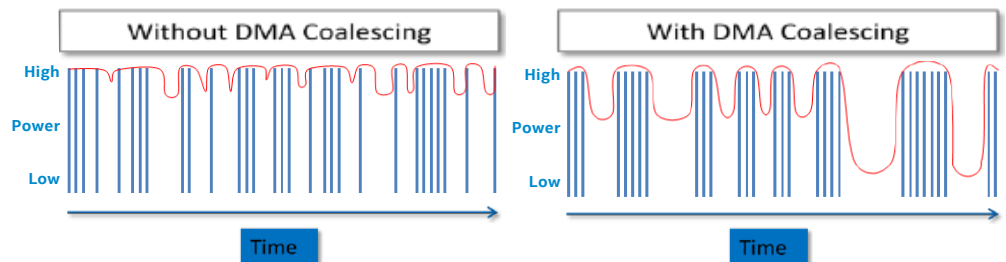 Without DMA Coalescing
High
Power
Low
Time
With DMA Coalescing
High
Power
Low
Time